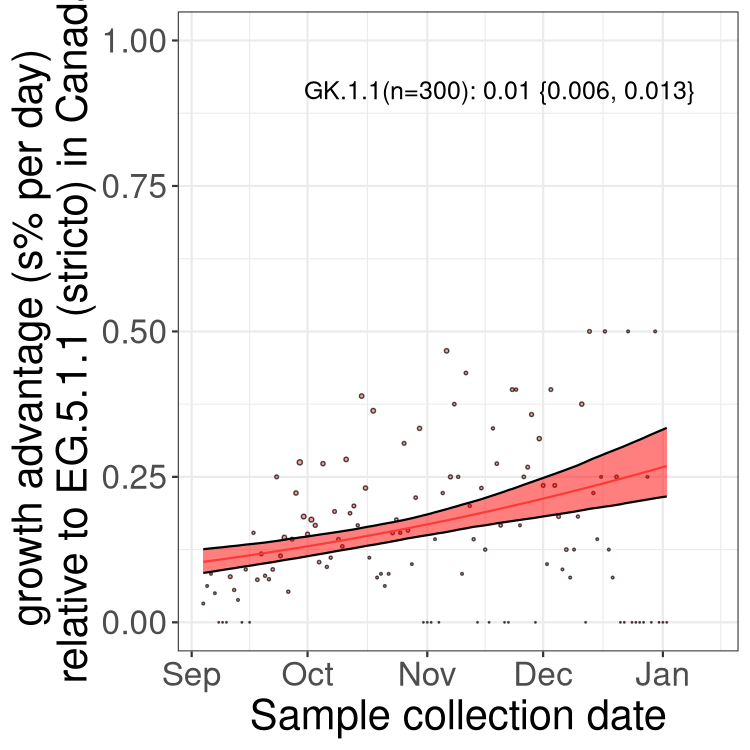 growth advantage (s% per day)
relative to EG.5.1.1 (stricto) in Canada
1.00
0.75
0.50
0.25
0.00
GK.1.1(n=300): 0.01 {0.006, 0.013}
Sep Oct Nov Dec Jan
Sample collection date